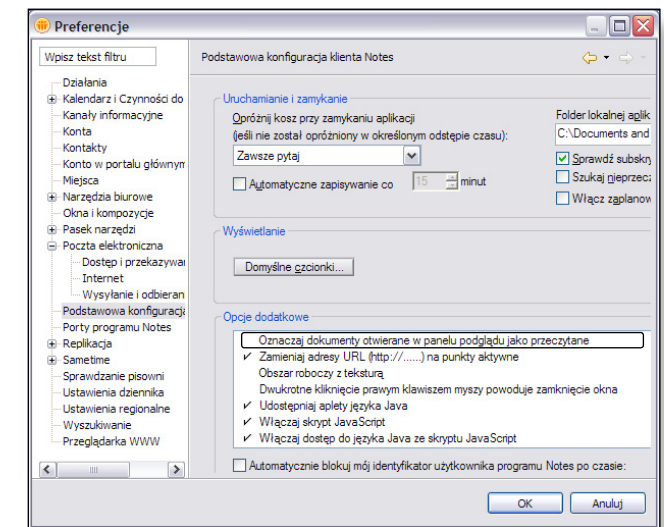 Preferencje
Wpisz tekst filtru
Działania
Kalendarz i Czynności do
Kanały informacyjne
Konta
Kontakty
Konto w portalu głównym
Miejsca
Narzędzia biurowe
Okna i kompozycje
Pasek narzędzi
Poczta elektroniczna
Dostęp i przekazywan
Internet
Wysyłanie i odbieran
Podstawowa konfiguracja
Porty programu Notes
Replikacja
Sametime
Sprawdzanie pisowni
Ustawienia dziennika
Ustawienia regionalne
Wyszukiwanie
Przeglądarka WWW
Podstawowa konfiguracja klienta Notes
Uruchamianie i zamykanie
Opróżnij kosz przy zamykaniu aplikacji
(jeśli nie został opróżniony w określonym odstępie czasu):
Zawsze pytaj
Automatyczne zapisywanie co 15 minut
Folder lokalnej aplik
C:\Documents and
Sprawdź subskry
Szukaj nieprzecz
Włącz zaplanow
Wyświetlanie
Domyślne czcionki...
Opcje dodatkowe
Oznaczaj dokumenty otwierane w panelu podglądu jako przeczytane
Zamieniaj adresy URL (http://......) na punkty aktywne
Obszar roboczy z teksturą
Dwukrotne kliknięcie prawym klawiszem myszy powoduje zamknięcie okna
Udostępniaj aplety języka Java
Włączaj skrypt JavaScript
Włączaj dostęp do języka Java ze skryptu JavaScript
Automatycznie blokuj mój identyfikator użytkownika programu Notes po czasie:
OK
Anuluj